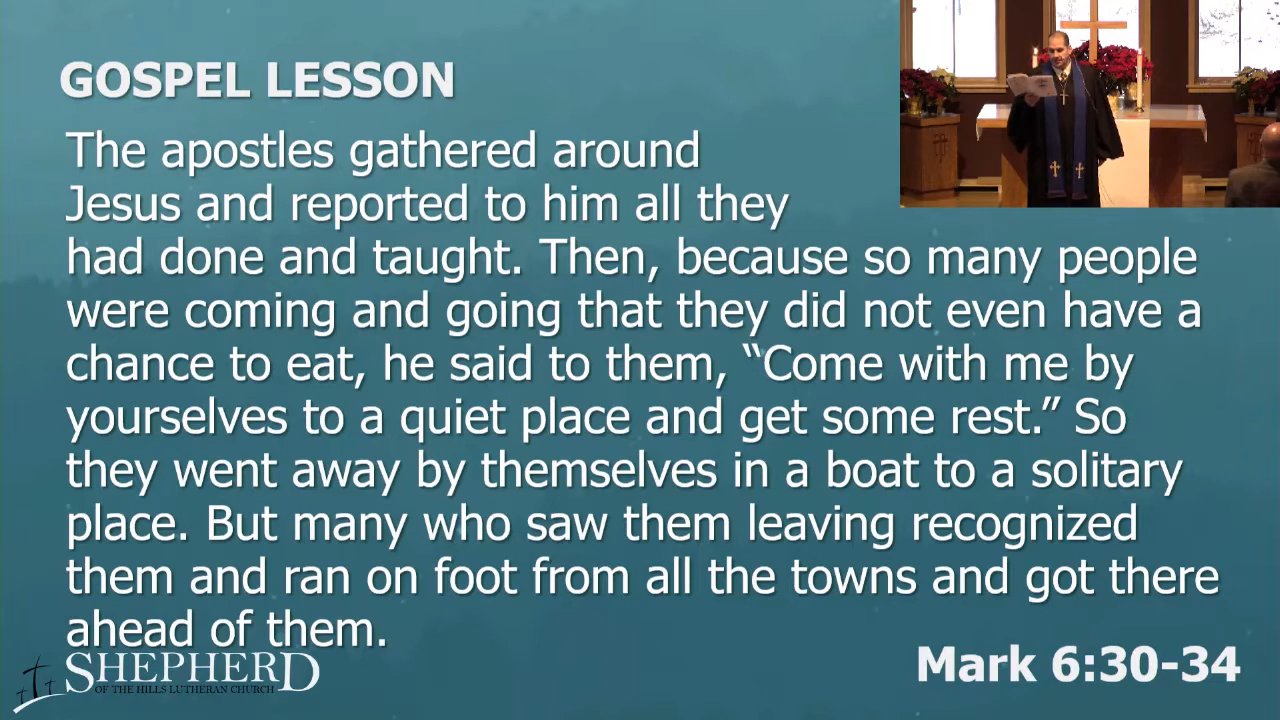 GOSPEL LESSON
The apostles gathered around
Jesus and reported to him all they
had done and taught. Then, because so many people
were coming and going that they did not even have a
chance to eat, he said to them, “Come with me by
yourselves to a quiet place and get some rest.” So
they went away by themselves in a boat to a solitary
place. But many who saw them leaving recognized
them and ran on foot from all the towns and got there
ahead of them.
SHEPHERD
OF THE HILLS LUTHERAN CHURCH
Mark 6:30-34